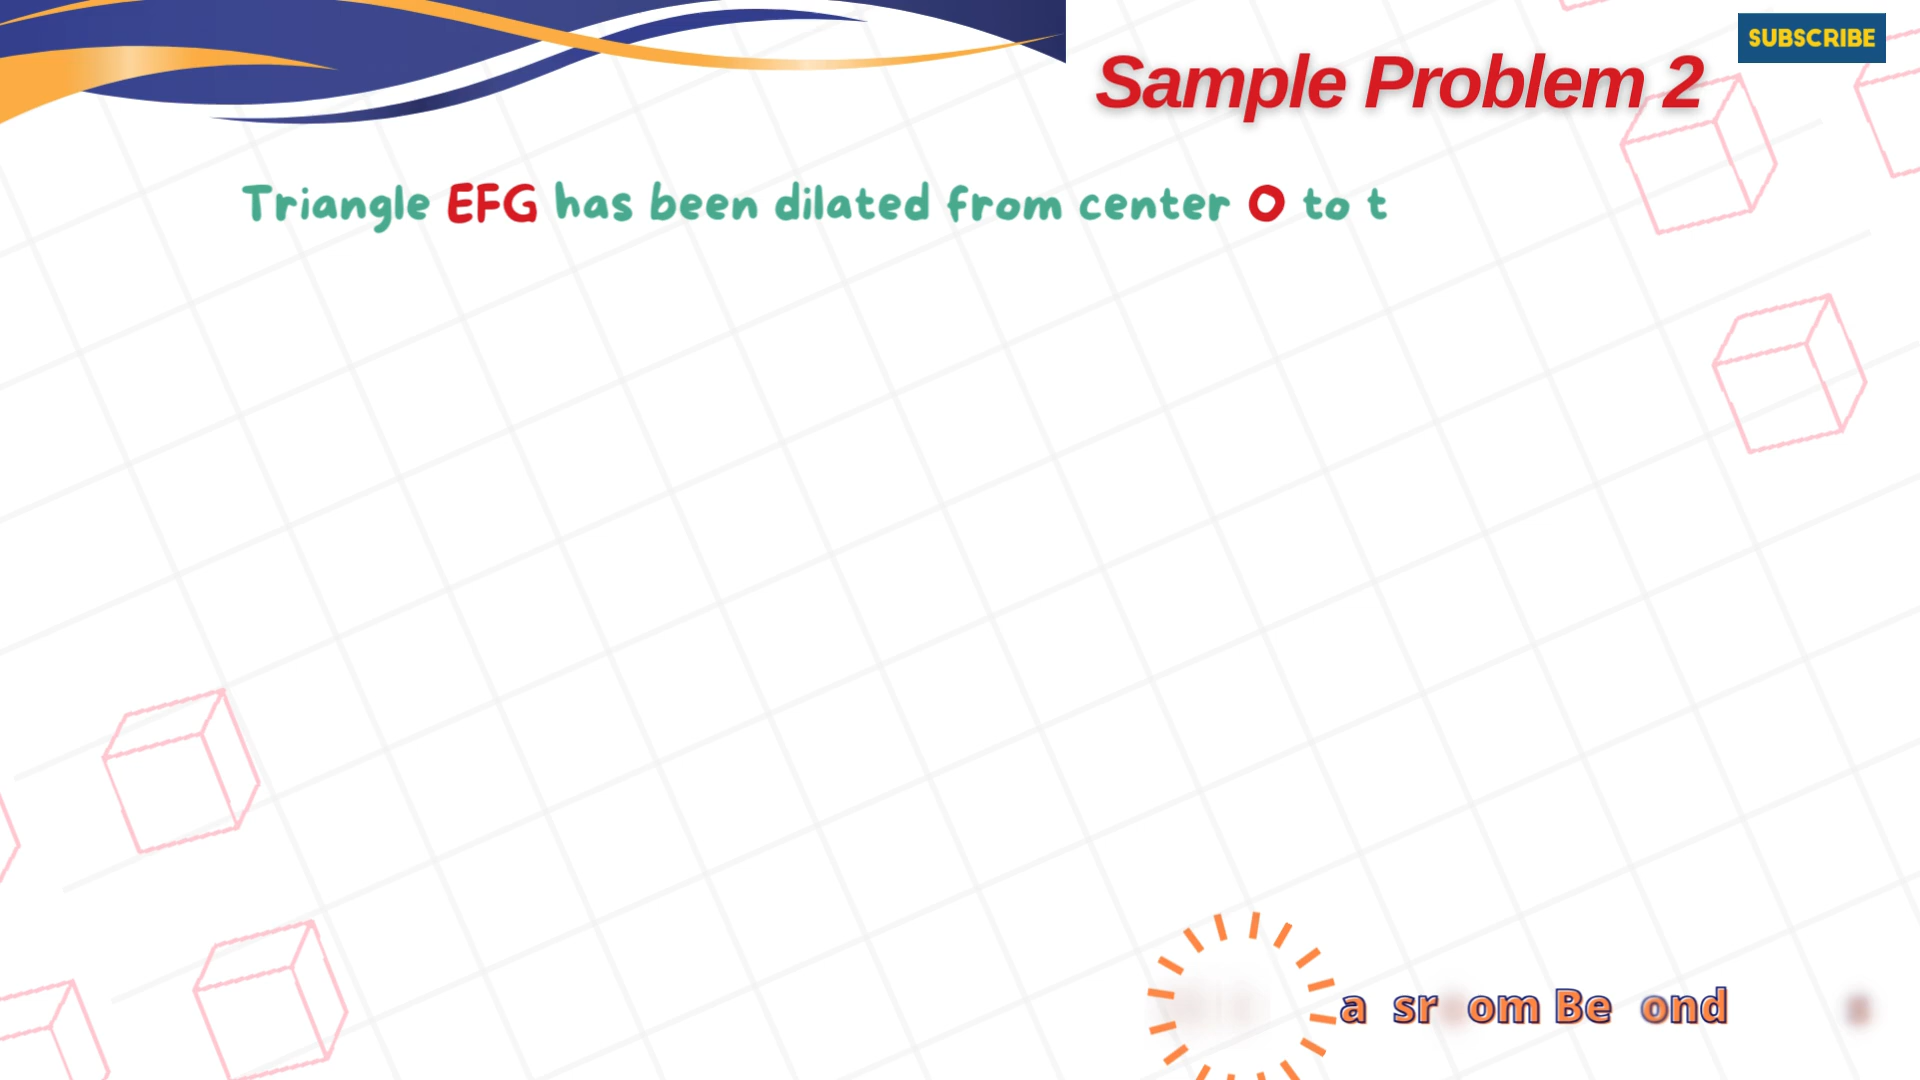 SUBSCRIBE
Sample Problem 2
Triangle EFG has been dilated from center O to t